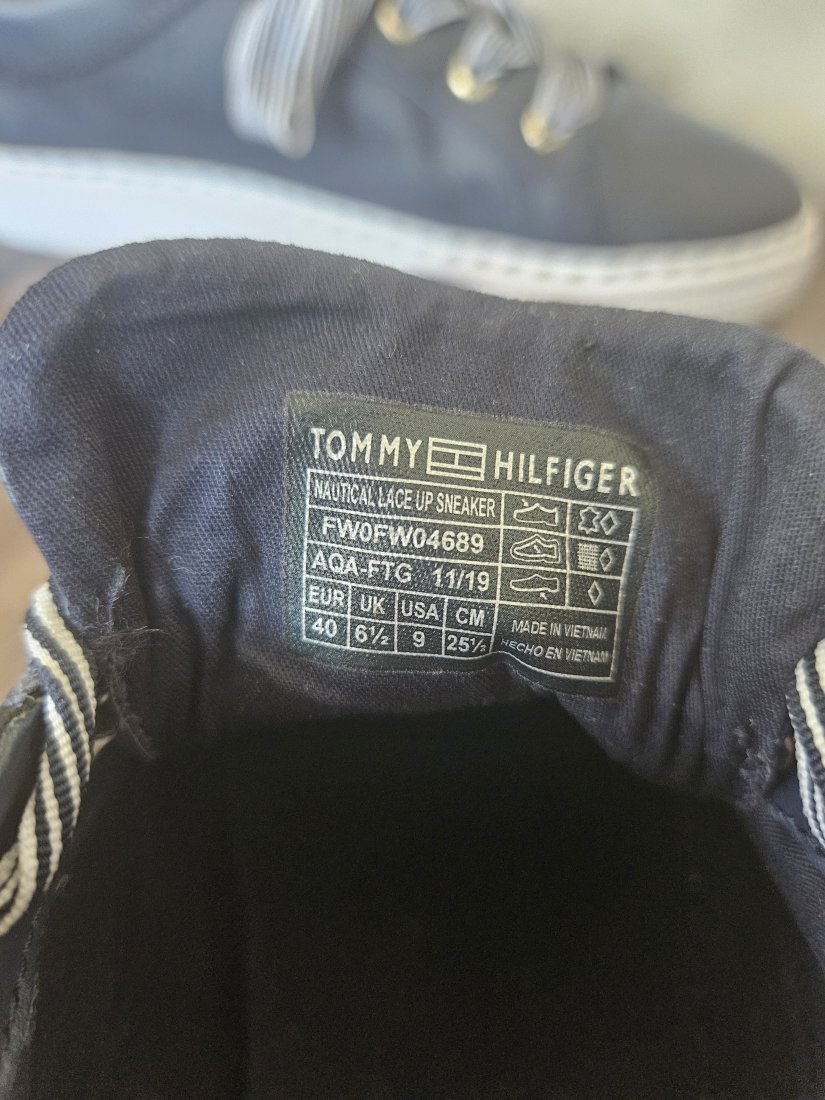 TOMMY HILFIGER
NAUTICAL LACE UP SNEAKER
FW0FW04689
AQA-FTG 11/19
EUR UK USA CM
40 6½ 9 25½
MADE IN VIETNAM
HECHO EN VIETNAM